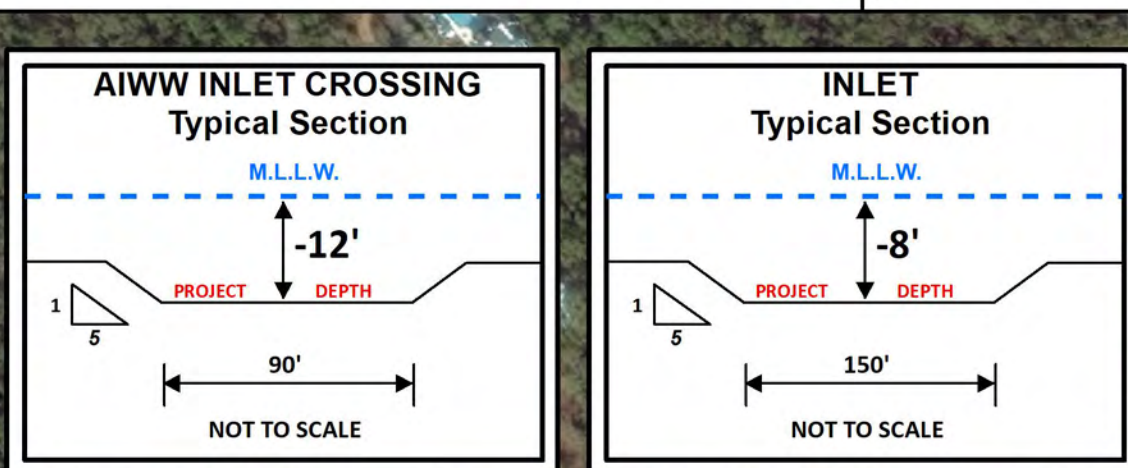 AIWW INLET CROSSING
Typical Section
M.L.L.W.
-12'
PROJECT DEPTH
1
5
90'
NOT TO SCALE
INLET
Typical Section
M.L.L.W.
-8'
PROJECT DEPTH
1
5
150'
NOT TO SCALE